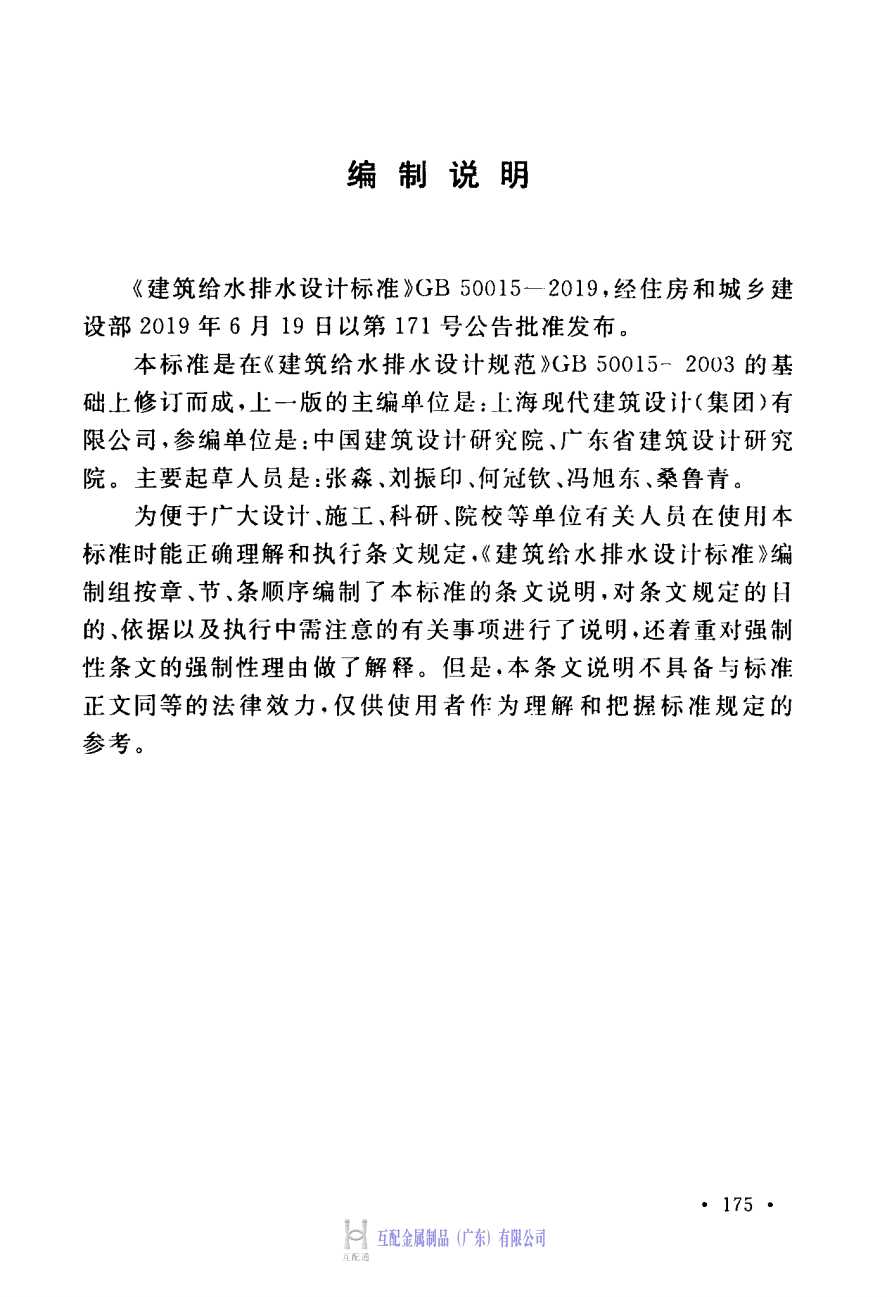 编制说明
《建筑给水排水设计标准》GB 50015—2019,经住房和城乡建
设部 2019 年 6 月 19 日以第 171 号公告批准发布。
本标准是在《建筑给水排水设计规范》GB 50015-2003 的基
础上修订而成,上一版的主编单位是:上海现代建筑设计(集团)有
限公司,参编单位是:中国建筑设计研究院、广东省建筑设计研究
院。主要起草人员是:张淼、刘振印、何冠钦、冯旭东、桑鲁青。
为便于广大设计、施工、科研、院校等单位有关人员在使用本
标准时能正确理解和执行条文规定,《建筑给水排水设计标准》编
制组按章、节、条顺序编制了本标准的条文说明,对条文规定的目
的、依据以及执行中需注意的有关事项进行了说明,还着重对强制
性条文的强制性理由做了解释。但是,本条文说明不具备与标准
正文同等的法律效力,仅供使用者作为理解和把握标准规定的
参考。
• 175 •
互配金属制品(广东)有限公司
互配通